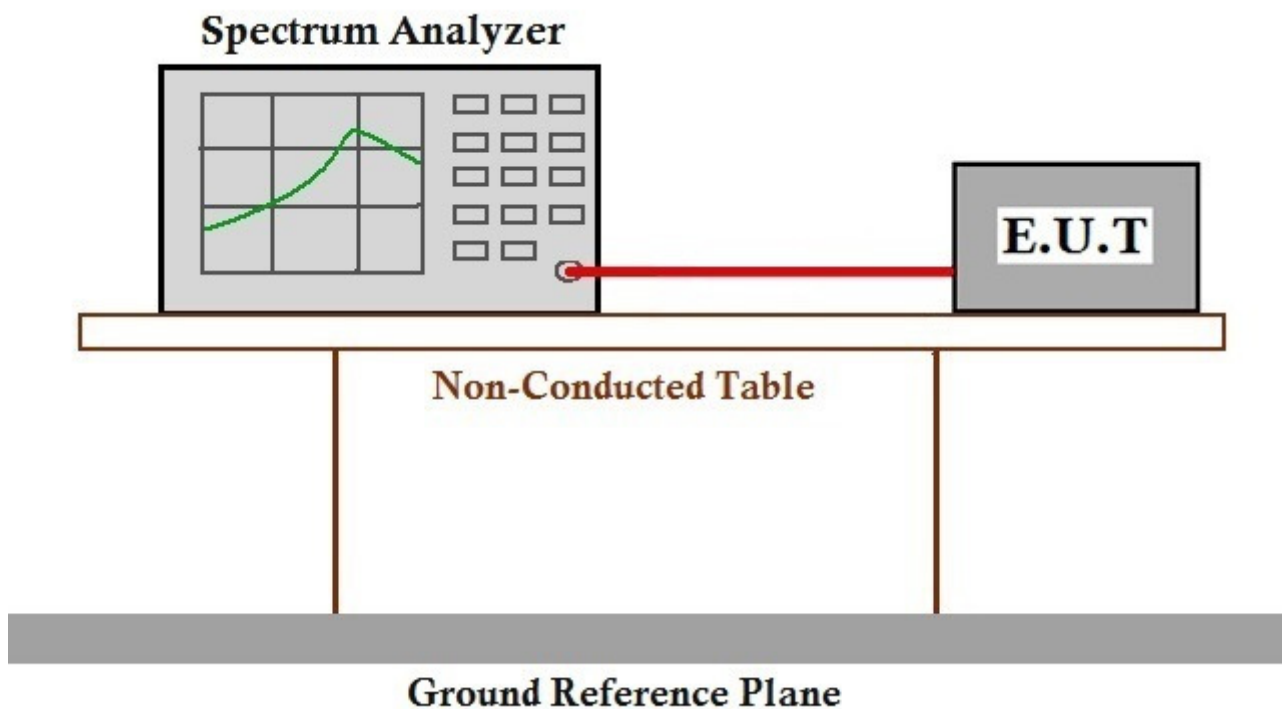 Spectrum Analyzer
E.U.T
Non-Conducted Table
Ground Reference Plane